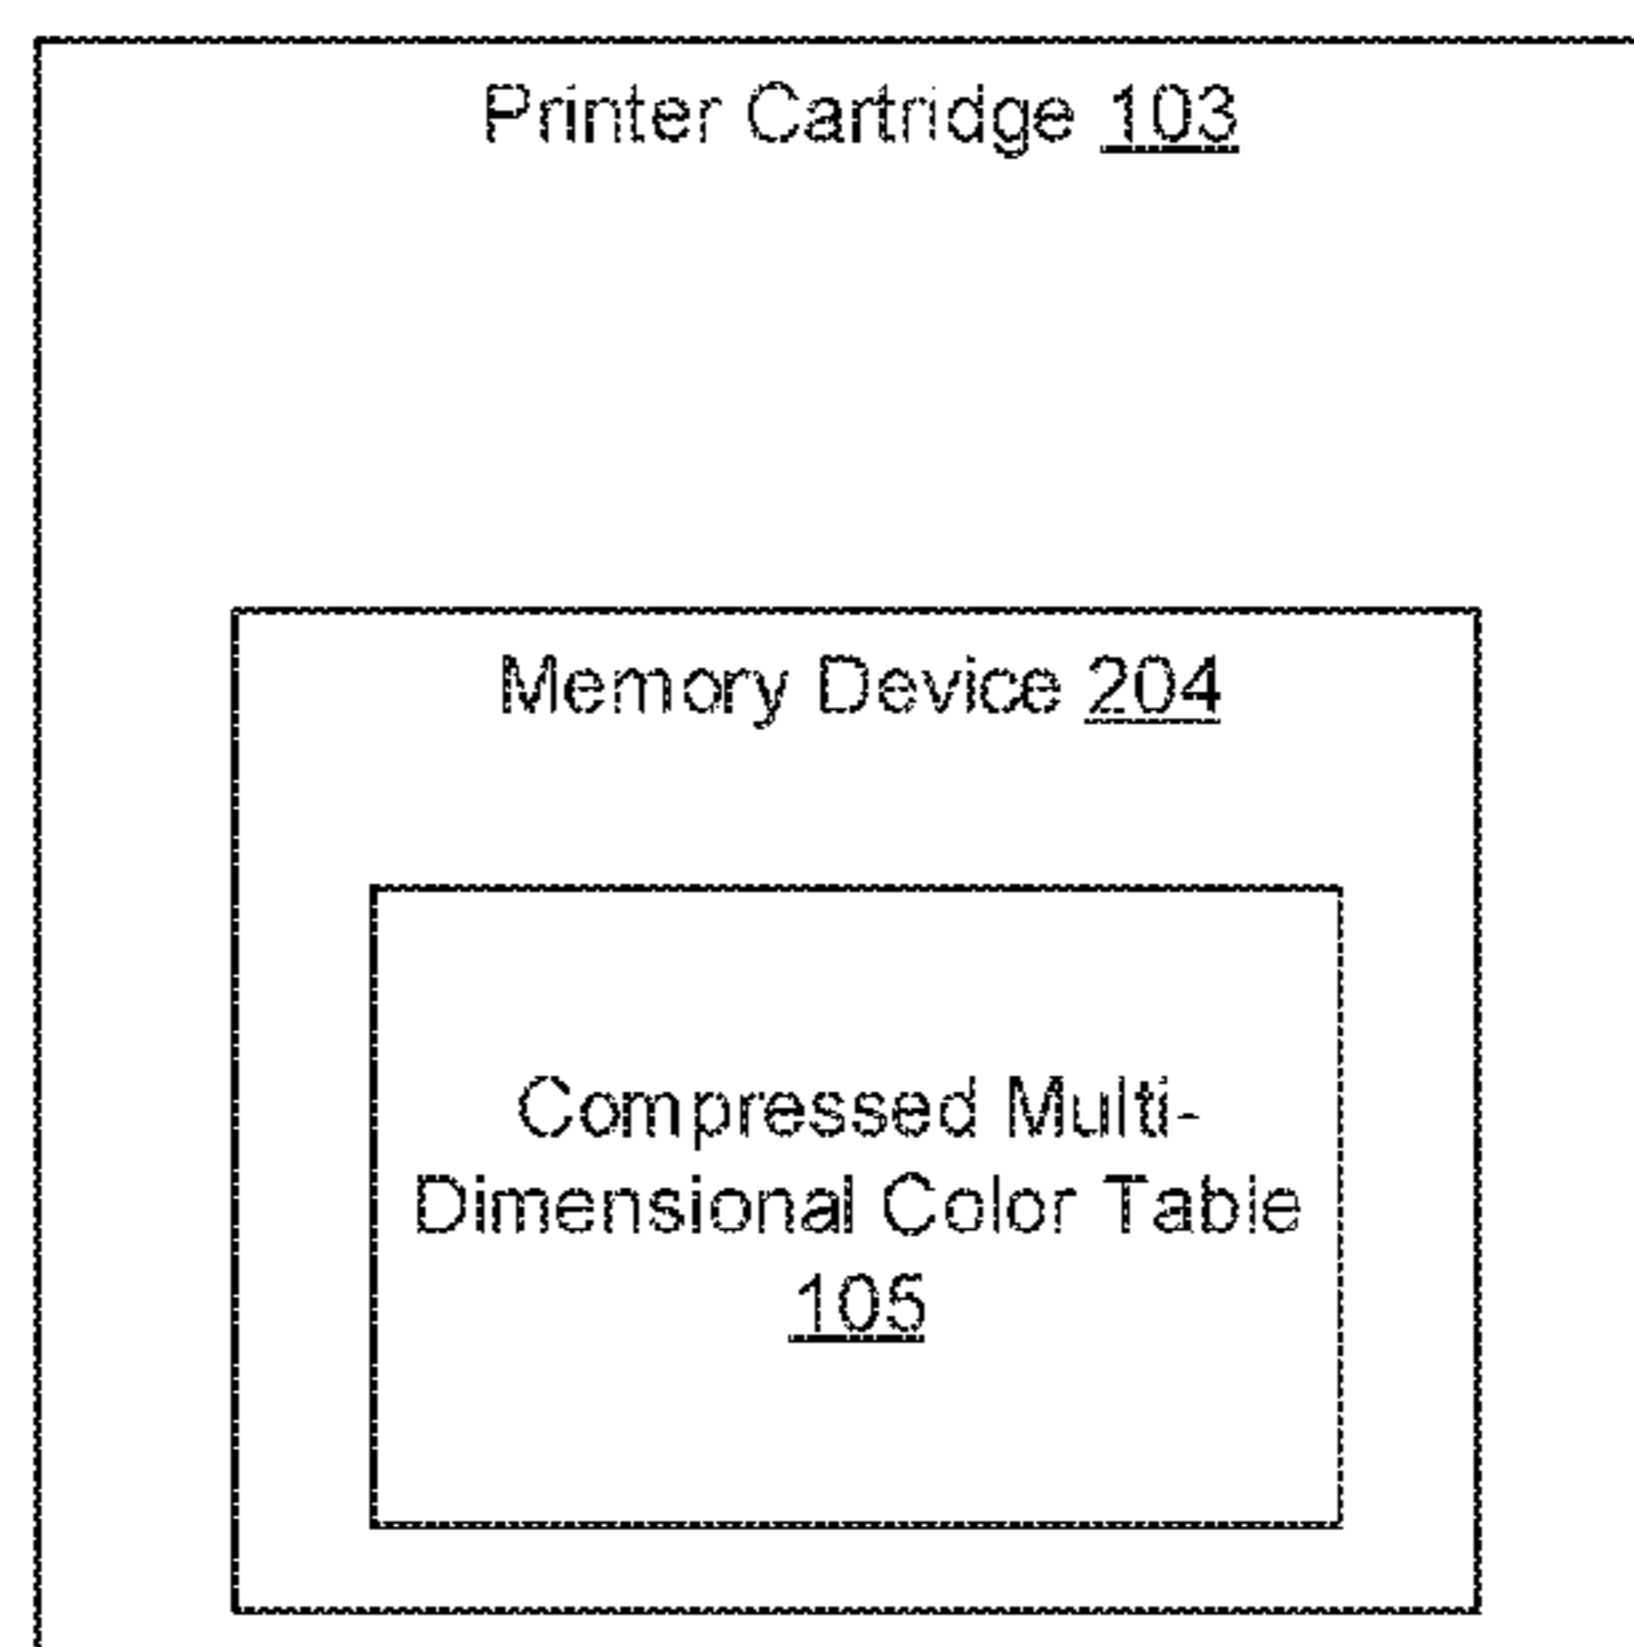 Printer Cartridge 103
Memory Device 204
Compressed Multi-
Dimensional Color Table
105